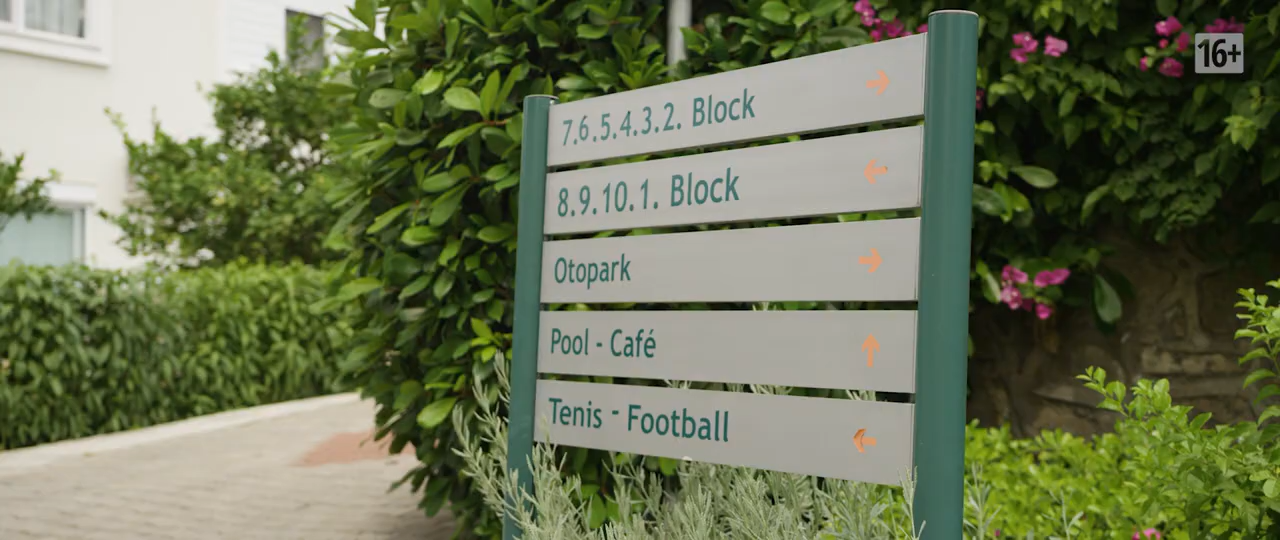 16+
7.6.5.4.3.2. Block
8.9.10.1. Block
Otopark
Pool - Café
Tenis - Football